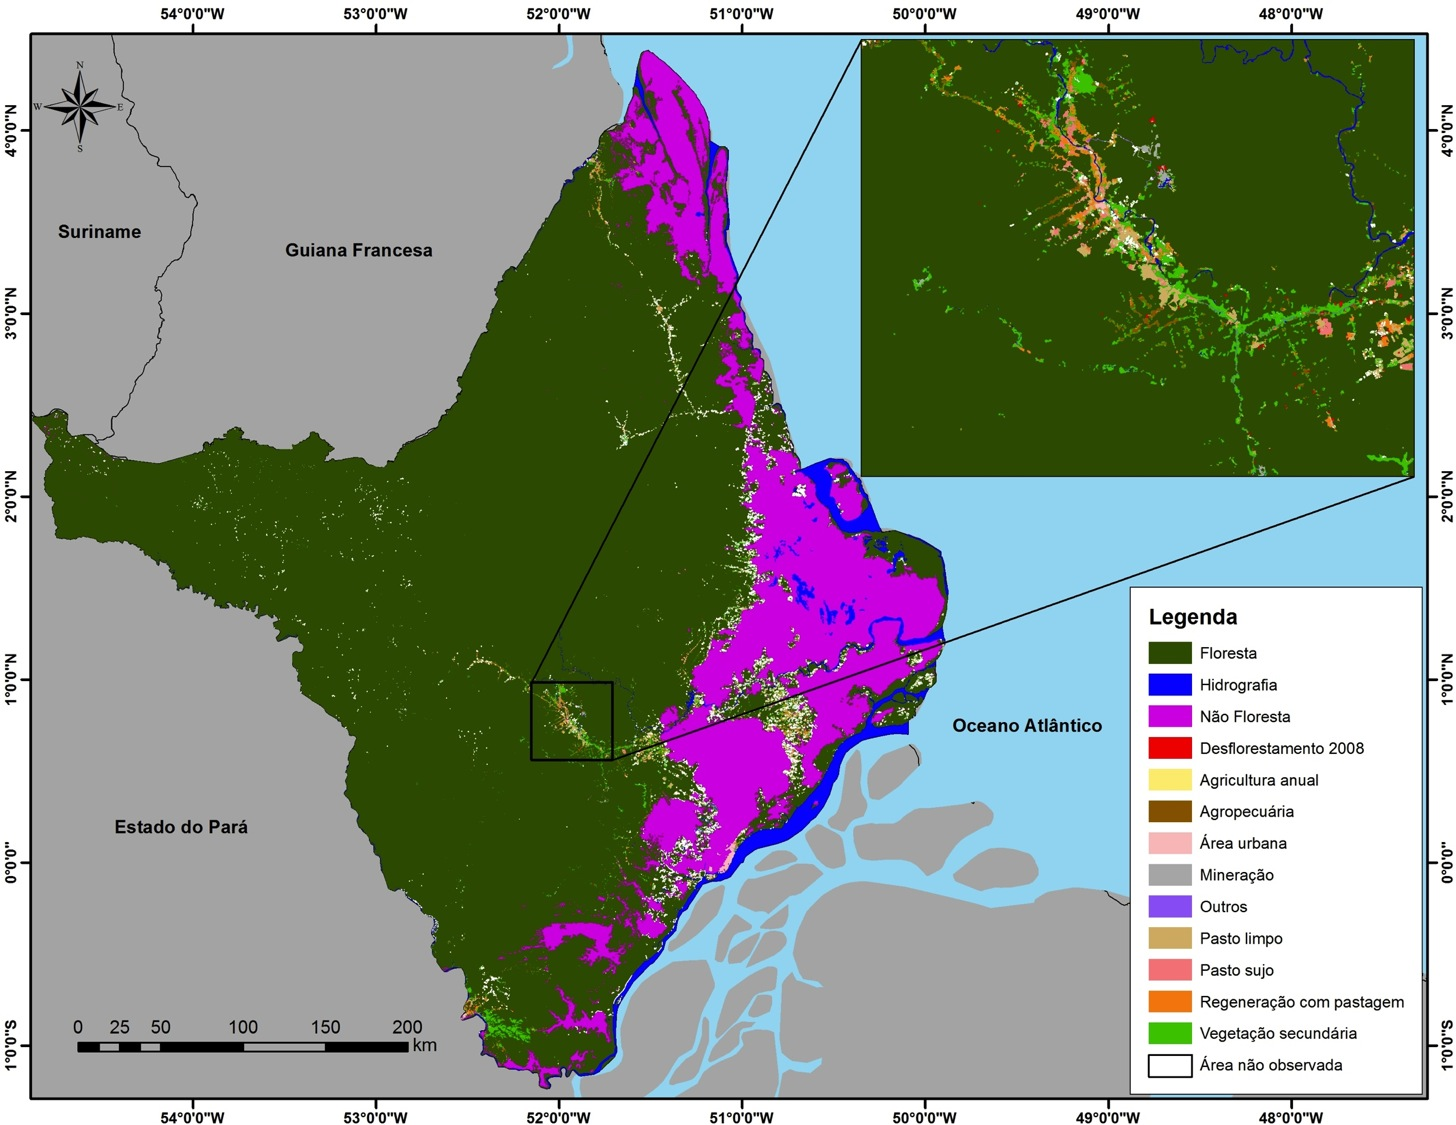 54°0'0"W 53°0'0"W 52°0'0"W 51°0'0"W 50°0'0"W 49°0'0"W 48°0'0"W
4°0'0"N
3°0'0"N
2°0'0"N
1°0'0"N
0°0'0"
1°0'0"S
N
W E
S
Suriname
Guiana Francesa
Estado do Pará
Oceano Atlântico
0 25 50 100 150 200
km
Legenda
Floresta
Hidrografia
Não Floresta
Desflorestamento 2008
Agricultura anual
Agropecuária
Área urbana
Mineração
Outros
Pasto limpo
Pasto sujo
Regeneração com pastagem
Vegetação secundária
Área não observada
4°0'0"N
3°0'0"N
2°0'0"N
1°0'0"N
0°0'0"
1°0'0"S
54°0'0"W 53°0'0"W 52°0'0"W 51°0'0"W 50°0'0"W 49°0'0"W 48°0'0"W